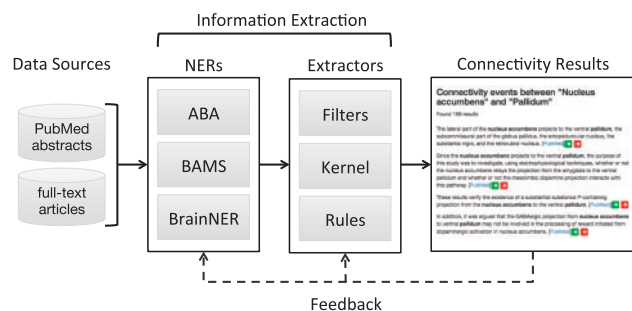 Information Extraction
Data Sources
NERs
Extractors
Connectivity Results
PubMed
abstracts
full-text
articles
ABA
BAMS
BrainNER
Filters
Kernel
Rules
Connectivity events between "Nucleus
accumbens" and "Pallidum"
Found 188 results
The lateral part of the nucleus accumbens projects to the ventral pallidum, the
subcommissural part of the globus pallidus, the entopeduncular nucleus, the
substantia nigra, and the retrorubral nucleus. [PubMed]
Since the nucleus accumbens projects to the ventral pallidum, the purpose of
this study was to investigate, using electrophysiological techniques, whether or not
the nucleus accumbens relays the projection from the amygdala to the ventral
pallidum and whether or not the mesolimbic dopamine projection interacts with
this pathway. [PubMed]
These results verify the existence of a substantial substance P-containing
projection from the nucleus accumbens to the ventral pallidum. [PubMed]
In addition, it was argued that the GABAergic projection from nucleus accumbens
to ventral pallidum may not be involved in the processing of reward initiated from
dopaminergic activation in nucleus accumbens. [PubMed]
Feedback